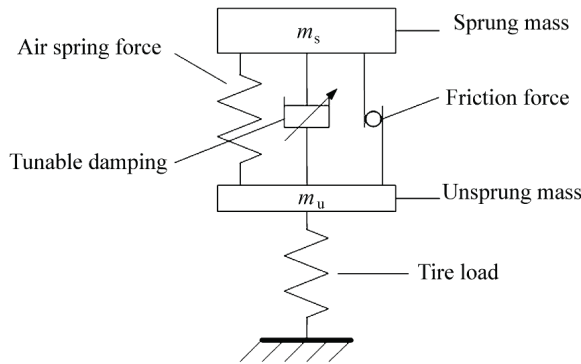 m_s
Sprung mass
Air spring force
Friction force
Tunable damping
m_u
Unsprung mass
Tire load